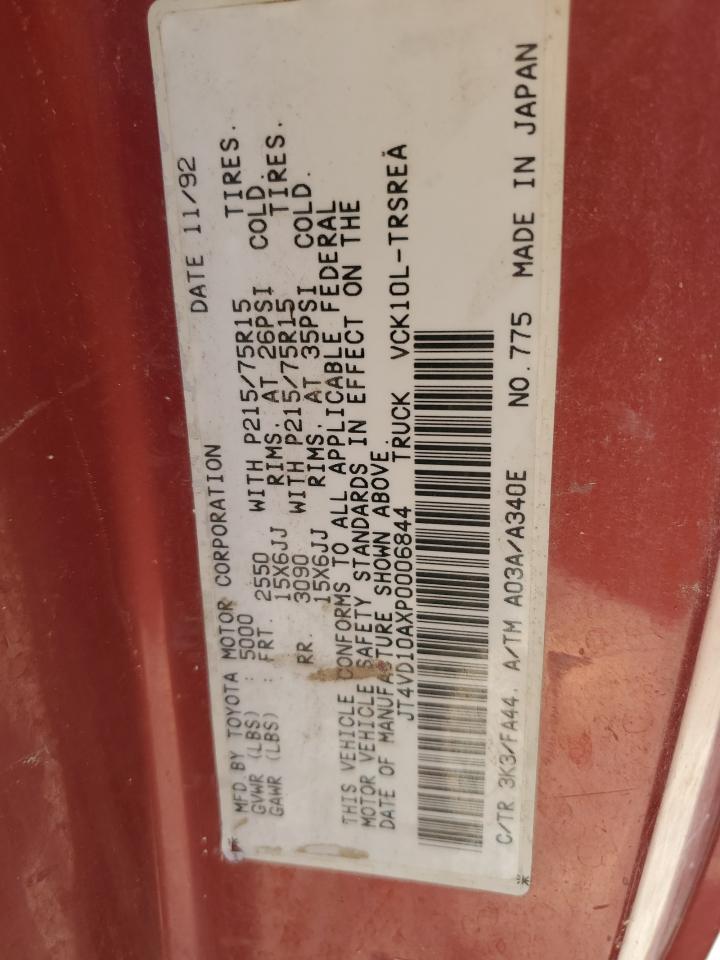 MFD. BY TOYOTA MOTOR CORPORATION DATE 11/92
GVWR (LBS) : 5000
GAWR (LBS) : FRT. 2550 WITH P215/75R15 TIRES.
15X6JJ RIMS. AT 26PSI COLD.
RR. 3090 WITH P215/75R15 TIRES.
15X6JJ RIMS. AT 35PSI COLD.
THIS VEHICLE CONFORMS TO ALL APPLICABLE FEDERAL
MOTOR VEHICLE SAFETY STANDARDS IN EFFECT ON THE
DATE OF MANUFACTURE SHOWN ABOVE.
JT4VD10AXP0006844 TRUCK VCK10L-TRSREA
C/TR 3K3/FA44. A/TM A03A/A340E NO.775 MADE IN JAPAN